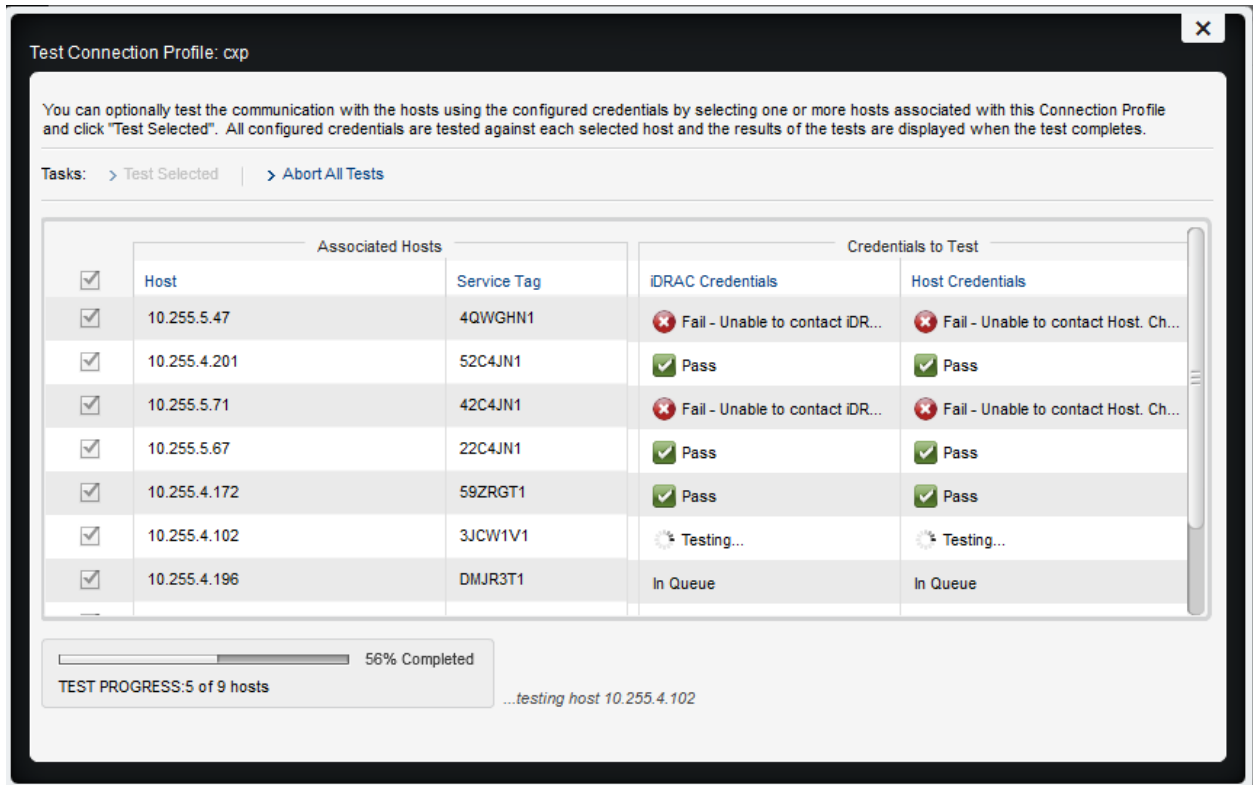 Test Connection Profile: cxp
You can optionally test the communication with the hosts using the configured credentials by selecting one or more hosts associated with this Connection Profile
and click "Test Selected". All configured credentials are tested against each selected host and the results of the tests are displayed when the test completes.
Tasks: > Test Selected | > Abort All Tests
Associated Hosts Credentials to Test
Host Service Tag iDRAC Credentials Host Credentials
10.255.5.47 4QWGHN1 Fail - Unable to contact iDR... Fail - Unable to contact Host. Ch...
10.255.4.201 52C4JN1 Pass Pass
10.255.5.71 42C4JN1 Fail - Unable to contact iDR... Fail - Unable to contact Host. Ch...
10.255.5.67 22C4JN1 Pass Pass
10.255.4.172 59ZRGT1 Pass Pass
10.255.4.102 3JCW1V1 Testing... Testing...
10.255.4.196 DMJR3T1 In Queue In Queue
56% Completed
TEST PROGRESS:5 of 9 hosts
...testing host 10.255.4.102